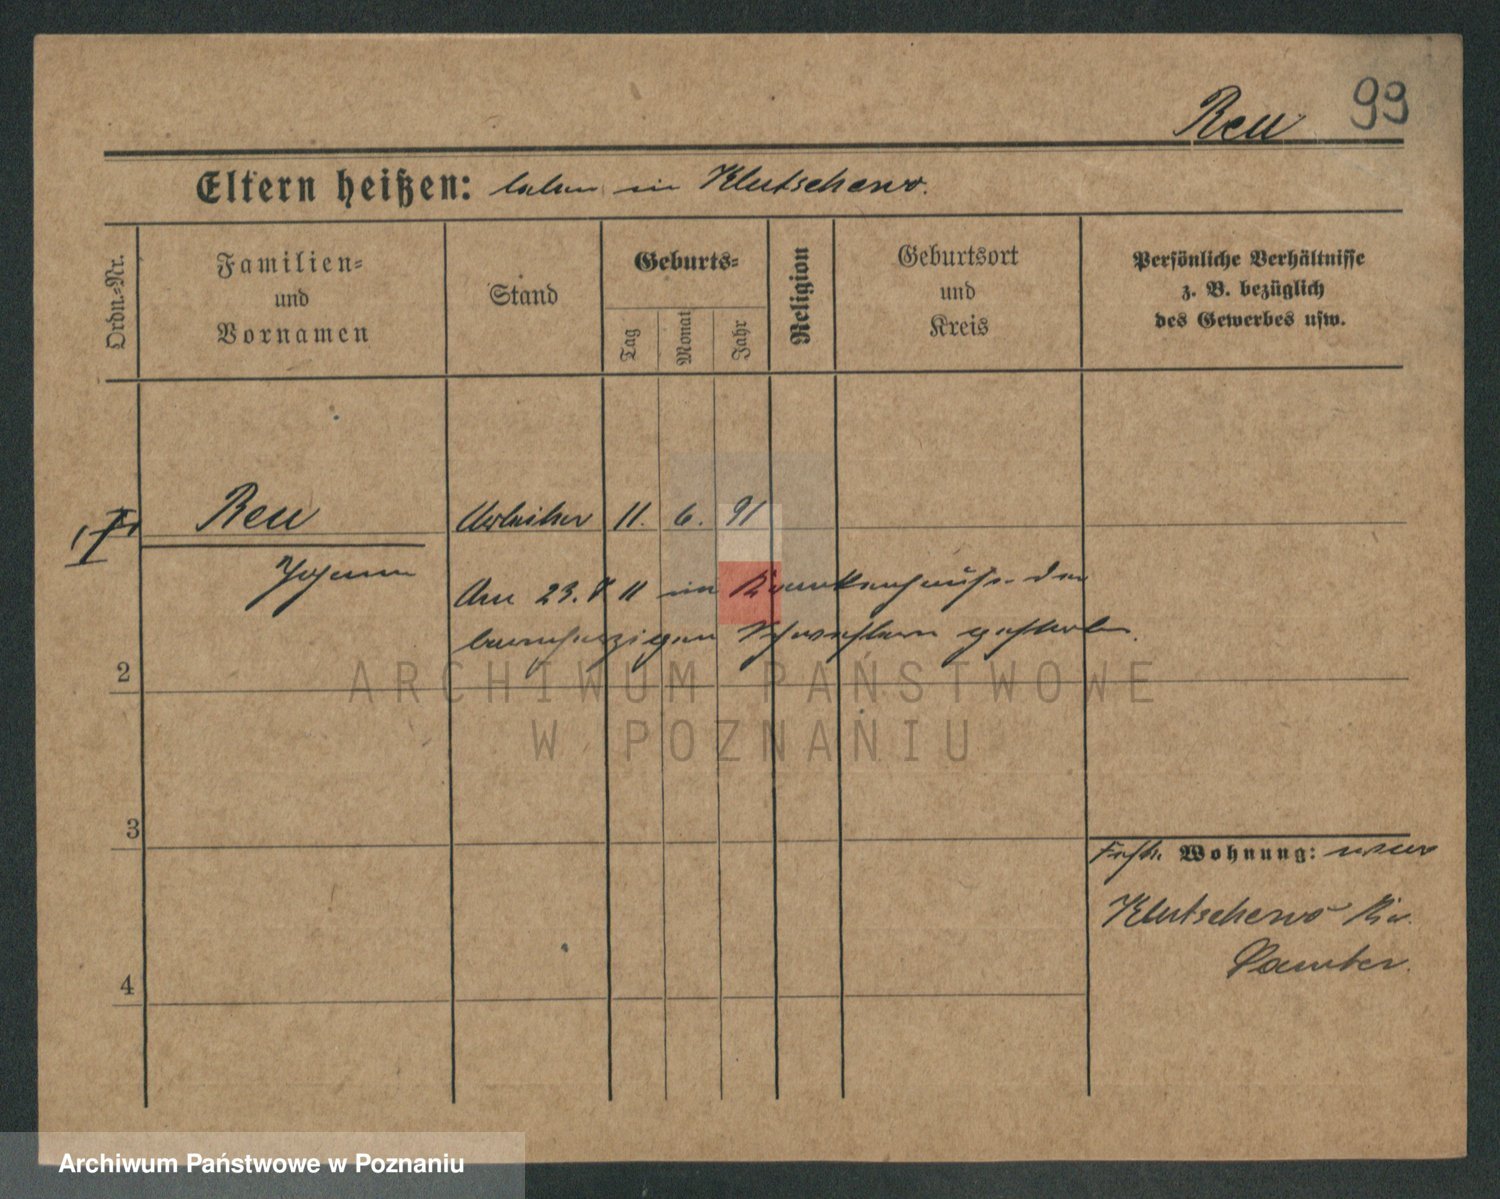 Reu 99
Eltern heißen: leben in Klutschewo.
Ordn.-Nr.
Familien-
und
Vornamen
Stand
Geburts-
Tag
Monat
Jahr
Religion
Geburtsort
und
Kreis
Persönliche Verhältnisse
z. B. bezüglich
des Gewerbes usw.
Reu Arbeiter 11. 6. 91
Johann
Am 23. 8 11 im Krankenhause der
barmherzigen Schwestern gestorben.
2
ARCHIWUM PAŃSTWOWE
W POZNANIU
3
Wohnung: war
Klutschewo Kr.
Samter.
4
Archiwum Państwowe w Poznaniu